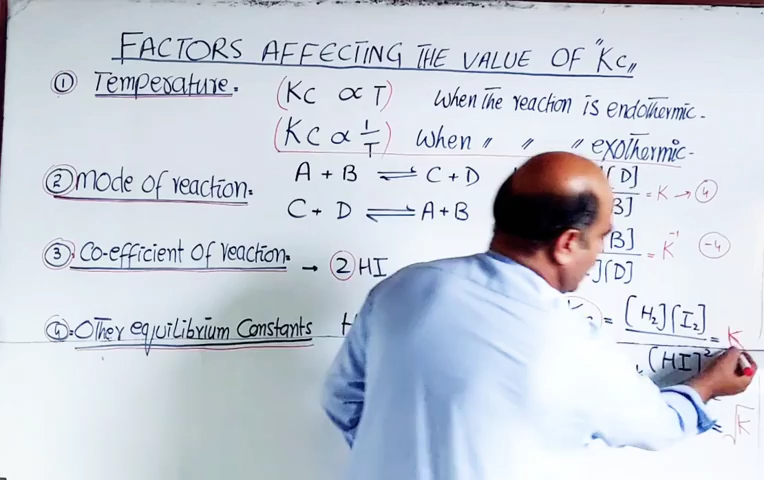 FACTORS AFFECTING THE VALUE OF "Kc"
① Temperature. (Kc ∝ T) When The reaction is endothermic.
(Kc ∝ 1/T) when " " " exothermic.
② mode of reaction. A + B ⇌ C + D [D] / B] = K → ④
C + D ⇌ A + B B] / ][D] = K⁻¹ -4
③ Co-efficient Of reaction. → ② HI = [H₂][I₂] / [HI]² = K
④ Other equilibrium Constants H
= √K